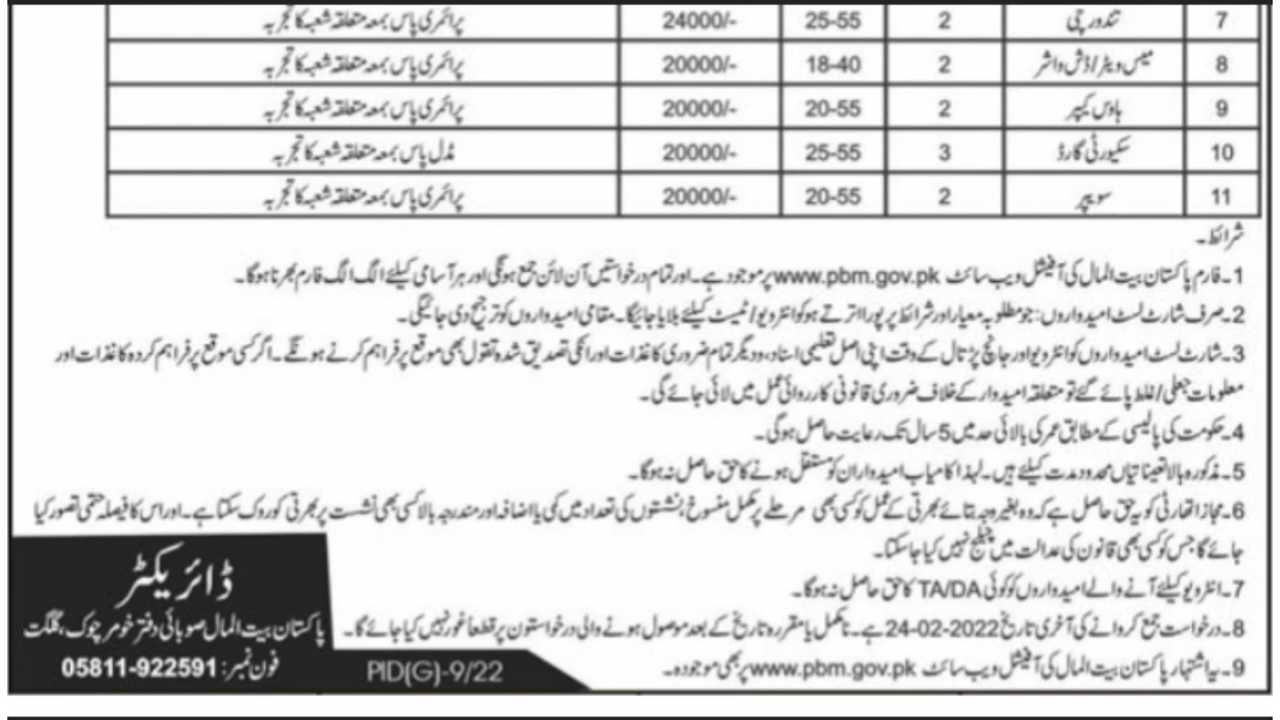 7 تندورچی 2 25-55 24000/- پرائمری پاس بمعہ متعلقہ شعبہ کا تجربہ
8 میس ویٹر/ڈش واشر 2 18-40 20000/- پرائمری پاس بمعہ متعلقہ شعبہ کا تجربہ
9 ہاؤس کیپر 2 20-55 20000/- پرائمری پاس بمعہ متعلقہ شعبہ کا تجربہ
10 سکیورٹی گارڈ 3 25-55 20000/- مڈل پاس بمعہ متعلقہ شعبہ کا تجربہ
11 سویپر 2 20-55 20000/- پرائمری پاس بمعہ متعلقہ شعبہ کا تجربہ
شرائط۔
1۔فارم پاکستان بیت المال کی آفیشل ویب سائٹ www.pbm.gov.pk پر موجود ہے۔ اور تمام درخواستیں آن لائن جمع ہونگی اور ہر آسامی کیلئے الگ الگ فارم بھرنا ہوگا۔
2۔صرف شارٹ لسٹ امیدواروں: جو مطلوبہ معیار اور شرائط پر پورا اترتے ہو کو انٹرویو/ٹیسٹ کیلئے بلایا جائیگا۔ مقامی امیدواروں کو ترجیح دی جائیگی۔
3۔شارٹ لسٹ امیدواروں کو انٹرویو اور جانچ پڑتال کے وقت اپنی اصل تعلیمی اسناد، ودیگر تمام ضروری کاغذات اور انکی تصدیق شدہ نقول بھی موقع پر فراہم کرنے ہونگے۔ اگر کسی موقع پر فراہم کردہ کاغذات اور
معلومات جعلی/غلط پائے گئے تو متعلقہ امیدوار کے خلاف ضروری قانونی کارروائی عمل میں لائی جائے گی۔
4۔حکومت کی پالیسی کے مطابق عمر کی بالائی حد میں 5 سال تک رعایت حاصل ہوگی۔
5۔ مذکورہ بالا تعیناتیاں محدود مدت کیلئے ہیں۔ لہذا کامیاب امیدواران کو مستقل ہونے کا حق حاصل نہ ہوگا۔
6۔مجاز اتھارٹی کو یہ حق حاصل ہے کہ وہ بغیر وجہ بتائے بھرتی کے عمل کو کسی بھی مرحلے پر مکمل منسوخ، نشستوں کی تعداد میں کمی یا اضافہ اور مندرجہ بالا کسی بھی نشست پر بھرتی کو روک سکتا ہے۔ اور اس کا فیصلہ حتمی تصور کیا
جائے گا جس کو کسی بھی قانون کی عدالت میں چیلنج نہیں کیا جا سکتا۔
7۔انٹرویو کیلئے آنے والے امیدواروں کو کوئی TA/DA کا حق حاصل نہ ہوگا۔
8۔درخواست جمع کروانے کی آخری تاریخ 24-02-2022 ہے۔ نامکمل یا مقررہ تاریخ کے بعد موصول ہونے والی درخواستوں پر قطعاً غور نہیں کیا جائے گا۔
9۔یہ اشتہار پاکستان بیت المال کی آفیشل ویب سائٹ www.pbm.gov.pk پر بھی موجود ہ۔
ڈائریکٹر
پاکستان بیت المال صوبائی دفتر خومر چوک، گلگت
فون نمبر: 05811-922591
PID(G)-9/22